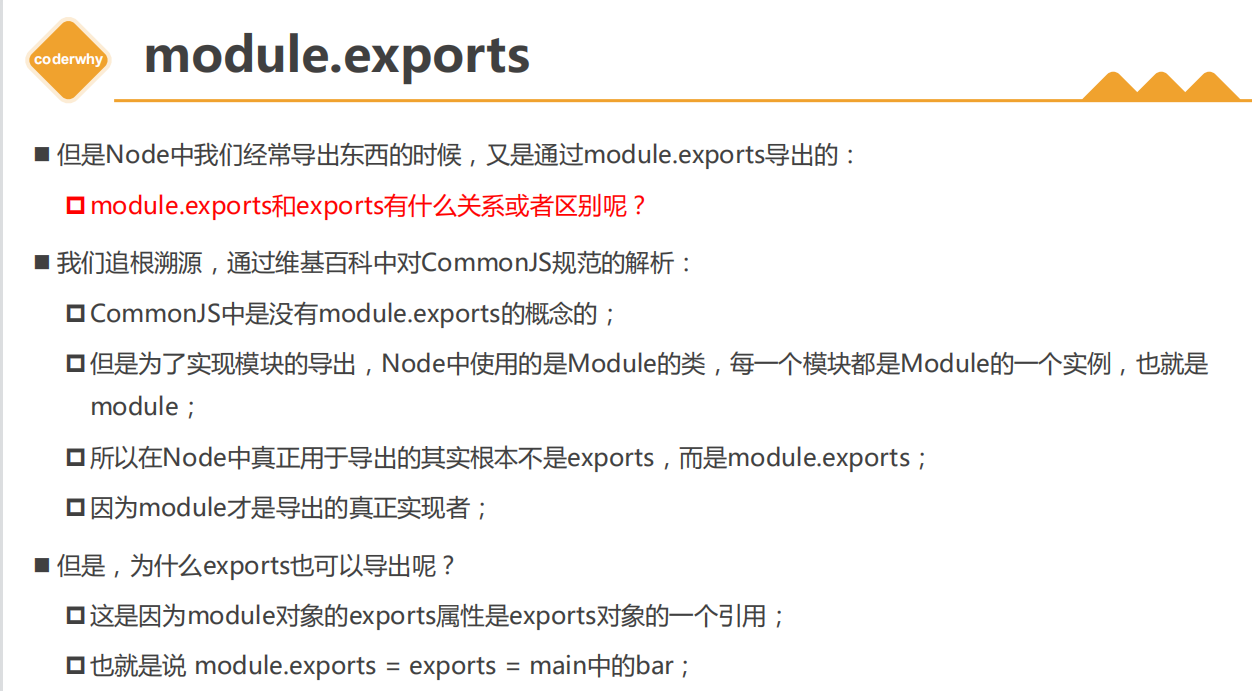 coderwhy
module.exports
但是Node中我们经常导出东西的时候，又是通过module.exports导出的：
module.exports和exports有什么关系或者区别呢？
我们追根溯源，通过维基百科中对CommonJS规范的解析：
CommonJS中是没有module.exports的概念的；
但是为了实现模块的导出，Node中使用的是Module的类，每一个模块都是Module的一个实例，也就是
module；
所以在Node中真正用于导出的其实根本不是exports，而是module.exports；
因为module才是导出的真正实现者；
但是，为什么exports也可以导出呢？
这是因为module对象的exports属性是exports对象的一个引用；
也就是说 module.exports = exports = main中的bar；